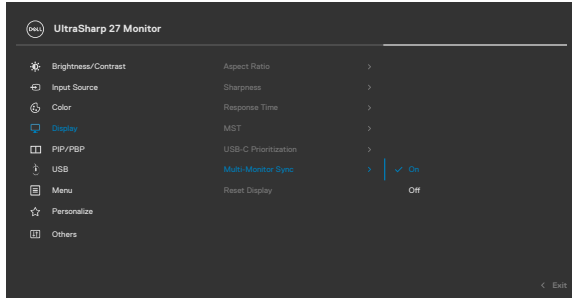 DELL UltraSharp 27 Monitor
Brightness/Contrast Aspect Ratio >
Input Source Sharpness >
Color Response Time >
Display MST >
PIP/PBP USB-C Prioritization >
USB Multi-Monitor Sync > ✓ On
Menu Reset Display Off
Personalize
Others
< Exit